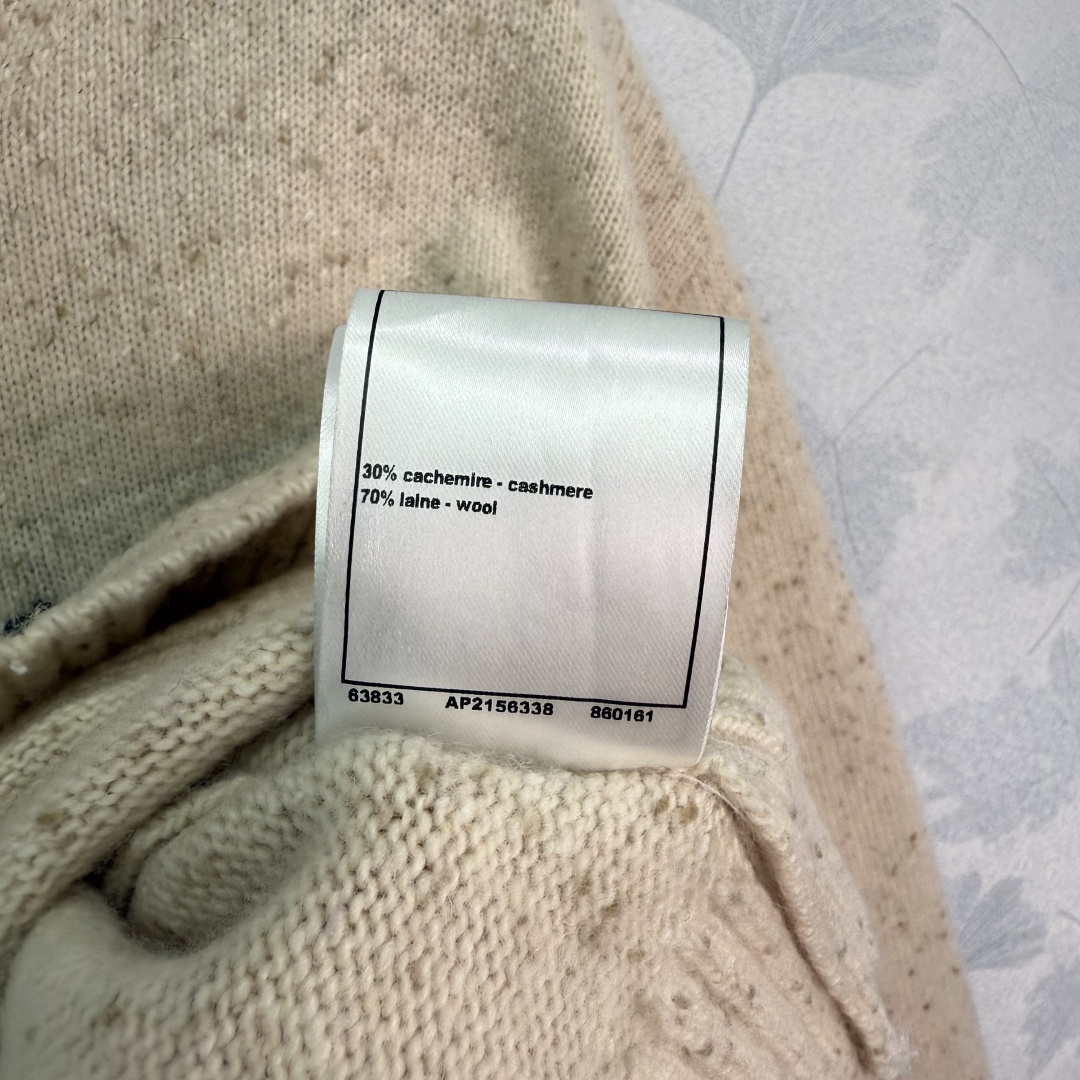 30% cachemire - cashmere
70% laine - wool
63833 AP2156338 860161